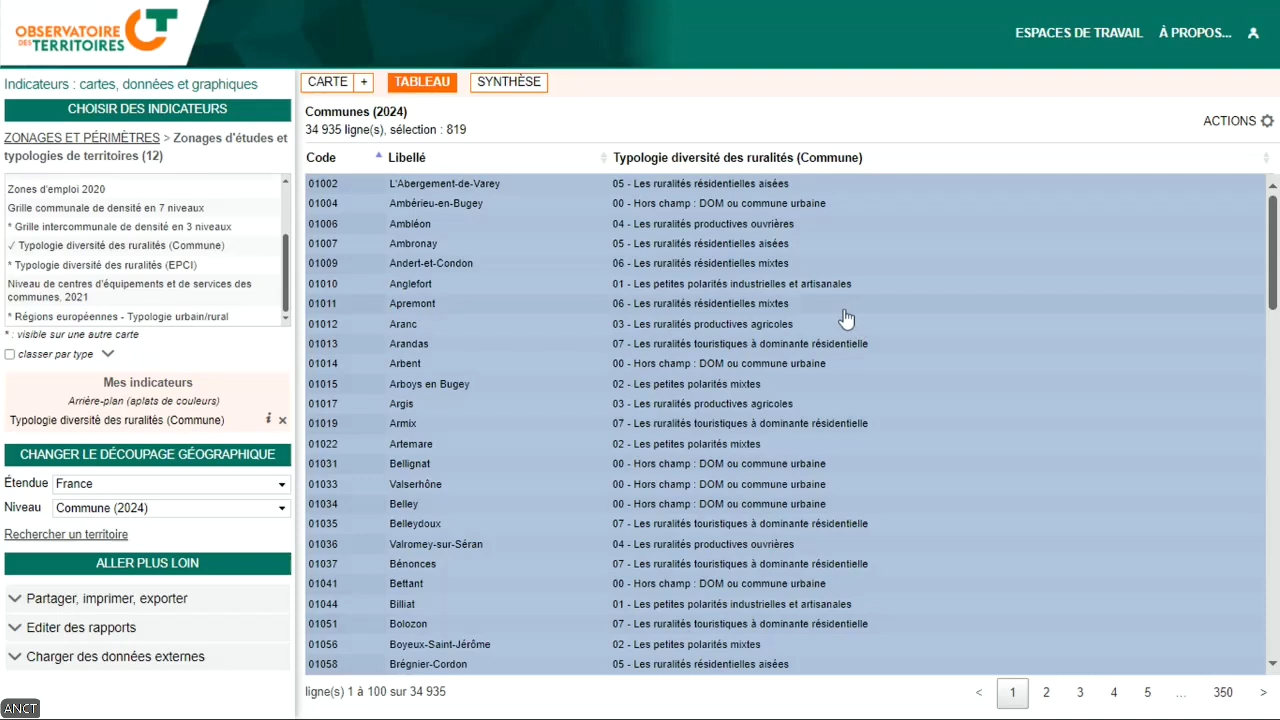 OBSERVATOIRE
DES TERRITOIRES
ESPACES DE TRAVAIL
À PROPOS...
Indicateurs : cartes, données et graphiques
CHOISIR DES INDICATEURS
ZONAGES ET PÉRIMÈTRES > Zonages d'études et
typologies de territoires (12)
Zones d'emploi 2020
Grille communale de densité en 7 niveaux
* Grille intercommunale de densité en 3 niveaux
✓ Typologie diversité des ruralités (Commune)
* Typologie diversité des ruralités (EPCI)
Niveau de centres d'équipements et de services des
communes, 2021
* Régions européennes - Typologie urbain/rural
* : visible sur une autre carte
classer par type
Mes indicateurs
Arrière-plan (aplats de couleurs)
Typologie diversité des ruralités (Commune) i ×
CHANGER LE DÉCOUPAGE GÉOGRAPHIQUE
Étendue France
Niveau Commune (2024)
Rechercher un territoire
ALLER PLUS LOIN
Partager, imprimer, exporter
Editer des rapports
Charger des données externes
ANCT
CARTE + TABLEAU SYNTHÈSE
Communes (2024)
34 935 ligne(s), sélection : 819
ACTIONS
Code Libellé Typologie diversité des ruralités (Commune)
01002 L'Abergement-de-Varey 05 - Les ruralités résidentielles aisées
01004 Ambérieu-en-Bugey 00 - Hors champ : DOM ou commune urbaine
01006 Ambléon 04 - Les ruralités productives ouvrières
01007 Ambronay 05 - Les ruralités résidentielles aisées
01009 Andert-et-Condon 06 - Les ruralités résidentielles mixtes
01010 Anglefort 01 - Les petites polarités industrielles et artisanales
01011 Apremont 06 - Les ruralités résidentielles mixtes
01012 Aranc 03 - Les ruralités productives agricoles
01013 Arandas 07 - Les ruralités touristiques à dominante résidentielle
01014 Arbent 00 - Hors champ : DOM ou commune urbaine
01015 Arboys en Bugey 02 - Les petites polarités mixtes
01017 Argis 03 - Les ruralités productives agricoles
01019 Armix 07 - Les ruralités touristiques à dominante résidentielle
01022 Artemare 02 - Les petites polarités mixtes
01031 Bellignat 00 - Hors champ : DOM ou commune urbaine
01033 Valserhône 00 - Hors champ : DOM ou commune urbaine
01034 Belley 00 - Hors champ : DOM ou commune urbaine
01035 Belleydoux 07 - Les ruralités touristiques à dominante résidentielle
01036 Valromey-sur-Séran 04 - Les ruralités productives ouvrières
01037 Bénonces 07 - Les ruralités touristiques à dominante résidentielle
01041 Bettant 00 - Hors champ : DOM ou commune urbaine
01044 Billiat 01 - Les petites polarités industrielles et artisanales
01051 Bolozon 07 - Les ruralités touristiques à dominante résidentielle
01056 Boyeux-Saint-Jérôme 02 - Les petites polarités mixtes
01058 Brégnier-Cordon 05 - Les ruralités résidentielles aisées
ligne(s) 1 à 100 sur 34 935
< 1 2 3 4 5 ... 350 >